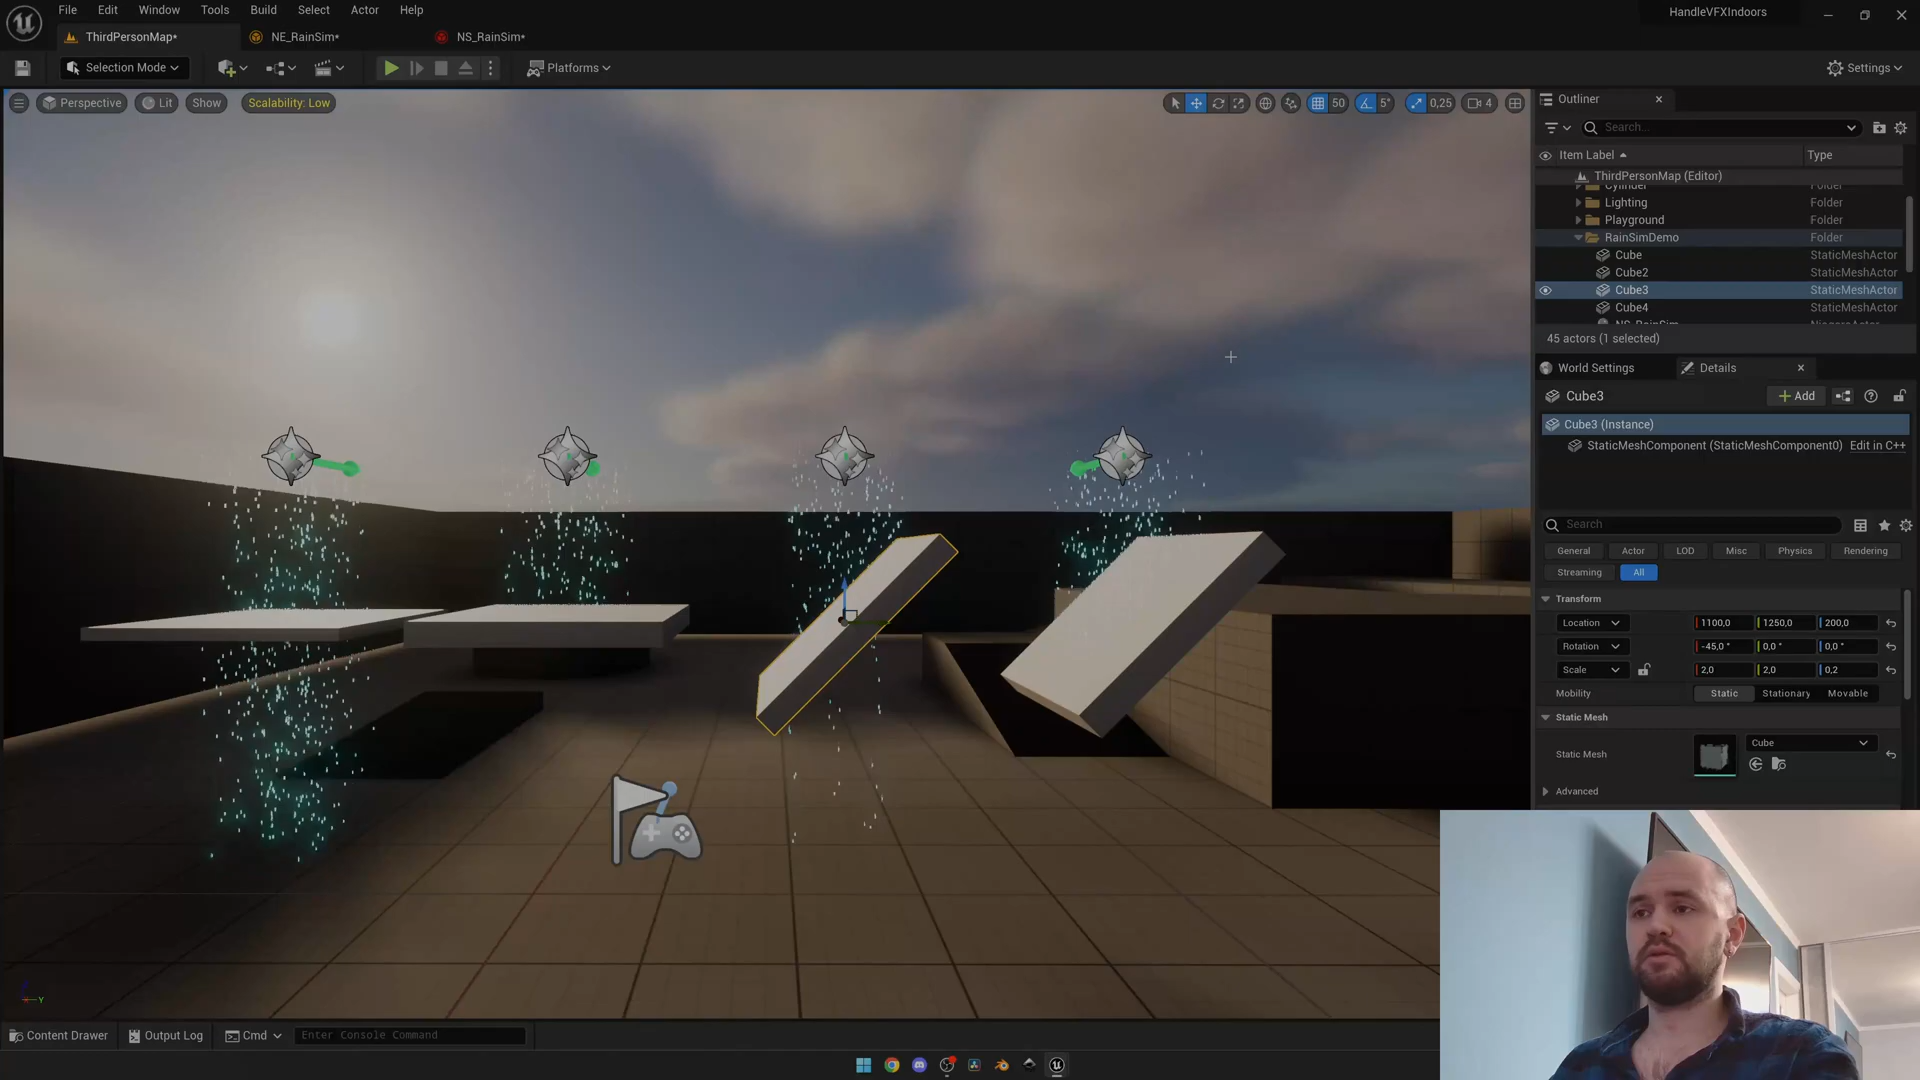 File Edit Window Tools Build Select Actor Help
HandleVFXIndoors
ThirdPersonMap* NE_RainSim* NS_RainSim*
Selection Mode Platforms Settings
Perspective Lit Show Scalability: Low 50 5° 0,25 4
Outliner
Search...
Item Label Type
ThirdPersonMap (Editor)
Cylinder Folder
Lighting Folder
Playground Folder
RainSimDemo Folder
Cube StaticMeshActor
Cube2 StaticMeshActor
Cube3 StaticMeshActor
Cube4 StaticMeshActor
NS_RainSim NiagaraActor
45 actors (1 selected)
World Settings Details
Cube3 Add
Cube3 (Instance)
StaticMeshComponent (StaticMeshComponent0) Edit in C++
Search
General Actor LOD Misc Physics Rendering
Streaming All
Transform
Location 1100,0 1250,0 200,0
Rotation -45,0 ° 0,0 ° 0,0 °
Scale 2,0 2,0 0,2
Mobility Static Stationary Movable
Static Mesh
Static Mesh Cube
Advanced
Y
Content Drawer Output Log Cmd Enter Console Command